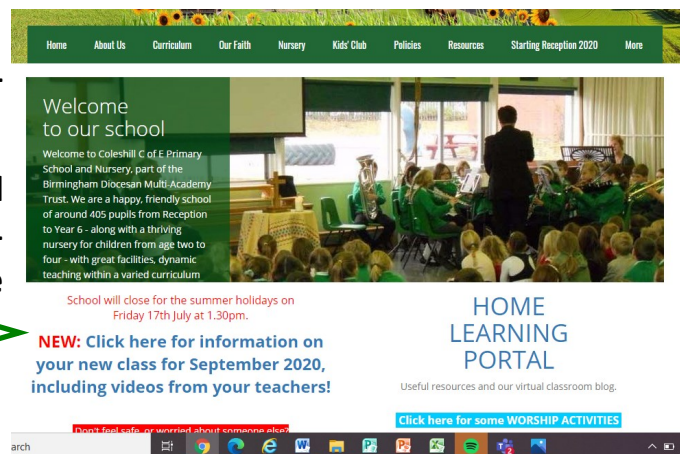 Home About Us Curriculum Our Faith Nursery Kids' Club Policies Resources Starting Reception 2020 More
Welcome
to our school
Welcome to Coleshill C of E Primary
School and Nursery, part of the
Birmingham Diocesan Multi-Academy
Trust. We are a happy, friendly school
of around 405 pupils from Reception
to Year 6 - along with a thriving
nursery for children from age two to
four - with great facilities, dynamic
teaching within a varied curriculum
School will close for the summer holidays on
Friday 17th July at 1.30pm.
NEW: Click here for information on
your new class for September 2020,
including videos from your teachers!
Don't feel safe, or worried about someone else?
HOME
LEARNING
PORTAL
Useful resources and our virtual classroom blog.
Click here for some WORSHIP ACTIVITIES
arch